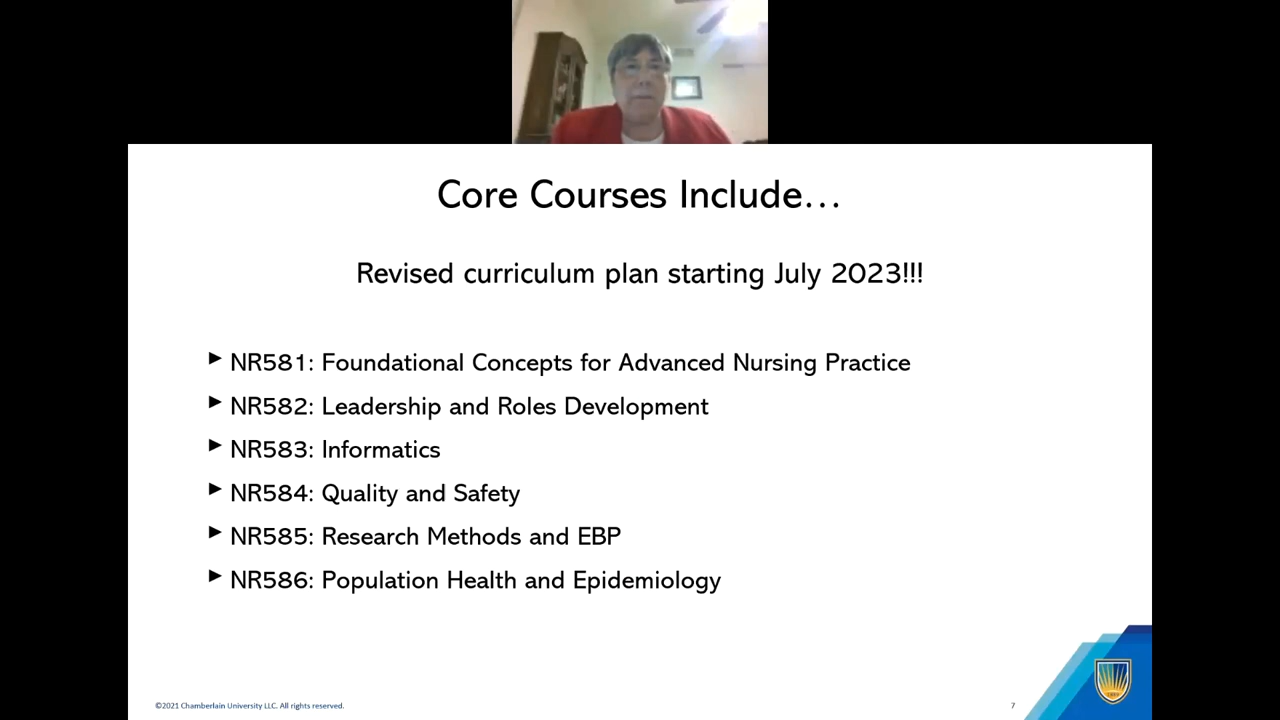 Core Courses Include...
Revised curriculum plan starting July 2023!!!
NR581: Foundational Concepts for Advanced Nursing Practice
NR582: Leadership and Roles Development
NR583: Informatics
NR584: Quality and Safety
NR585: Research Methods and EBP
NR586: Population Health and Epidemiology
©2021 Chamberlain University LLC. All rights reserved.
7